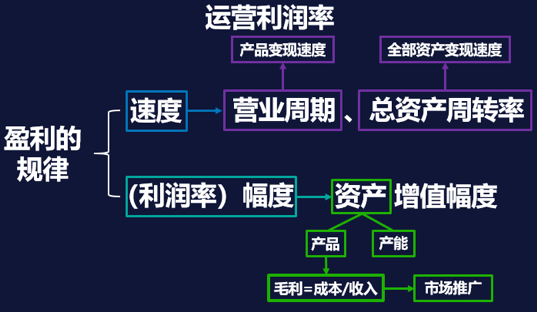 运营利润率
产品变现速度
全部资产变现速度
速度
营业周期、总资产周转率
盈利的
规律
(利润率）幅度
资产 增值幅度
产品
产能
毛利=成本/收入
市场推广